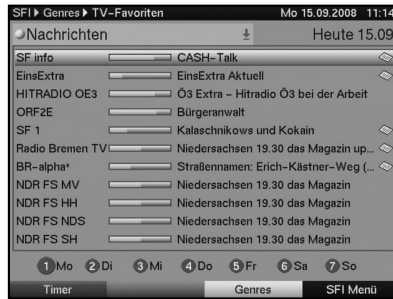 SFI▶Genres▶TV-Favoriten Mo 15.09.2008 11:14
Nachrichten Heute 15.09
SF info CASH-Talk
EinsExtra EinsExtra Aktuell
HITRADIO OE3 Ö3 Extra - Hitradio Ö3 bei der Arbeit
ORF2E Bürgeranwalt
SF 1 Kalaschnikows und Kokain
Radio Bremen TV Niedersachsen 19.30 das Magazin up...
BR-alpha* Straßennamen: Erich-Kästner-Weg (...
NDR FS MV Niedersachsen 19.30 das Magazin
NDR FS HH Niedersachsen 19.30 das Magazin
NDR FS NDS Niedersachsen 19.30 das Magazin
NDR FS SH Niedersachsen 19.30 das Magazin
1 Mo 2 Di 3 Mi 4 Do 5 Fr 6 Sa 7 So
Timer Genres SFI Menü